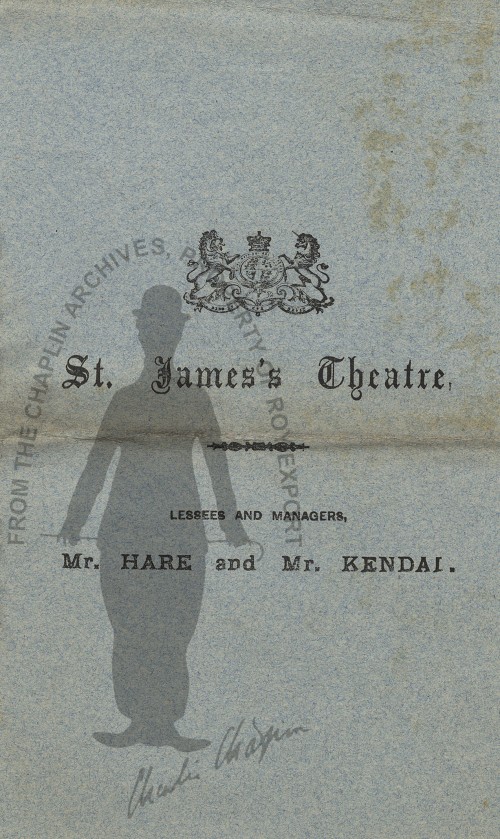 FROM THE CHAPLIN ARCHIVES, PROPERTY OF ROY EXPORT
St. James's Theatre,
LESSEES AND MANAGERS,
Mr. HARE and Mr. KENDAL.
Charlie Chaplin